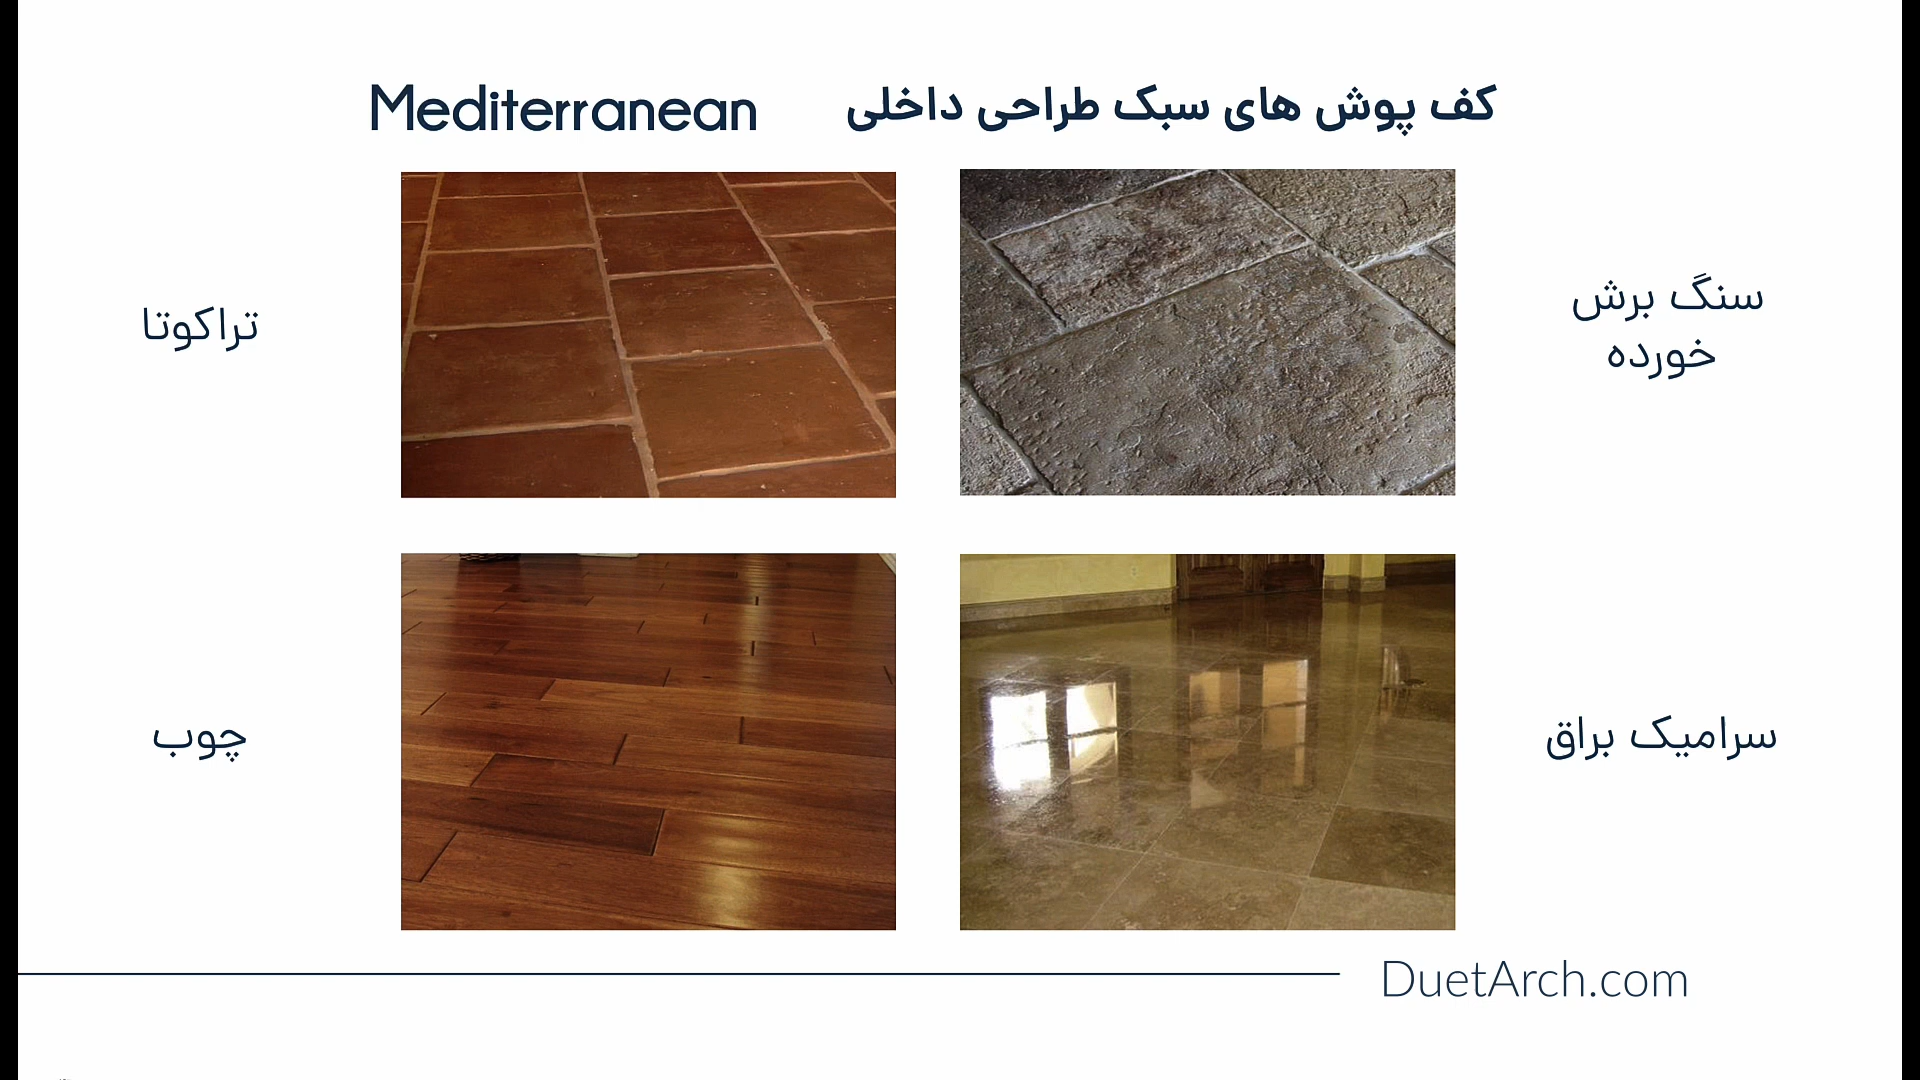 کف پوش های سبک طراحی داخلی Mediterranean
سنگ برش
خورده
تراکوتا
سرامیک براق
چوب
DuetArch.com